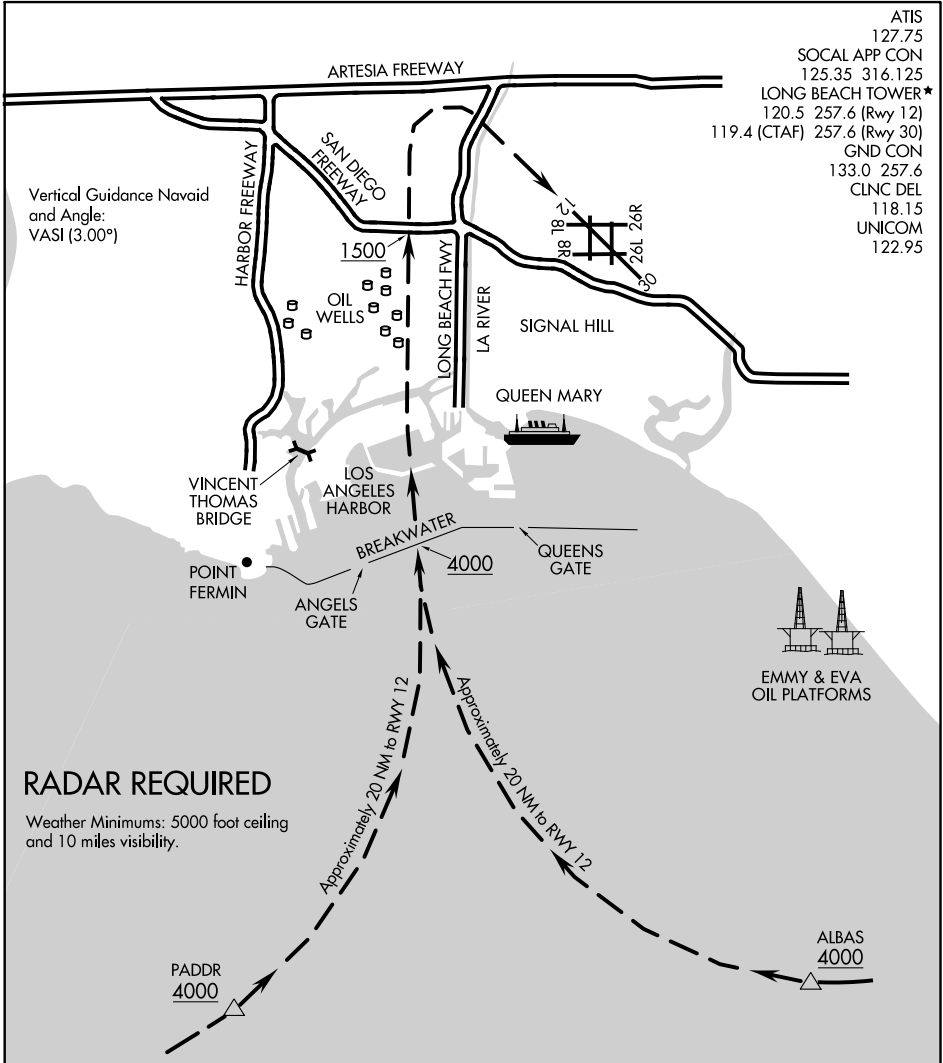 ATIS
127.75
SOCAL APP CON
125.35 316.125
LONG BEACH TOWER★
120.5 257.6 (Rwy 12)
119.4 (CTAF) 257.6 (Rwy 30)
GND CON
133.0 257.6
CLNC DEL
118.15
UNICOM
122.95
ARTESIA FREEWAY
SAN DIEGO
FREEWAY
HARBOR FREEWAY
Vertical Guidance Navaid
and Angle:
VASI (3.00°)
12
8L
26R
8R
26L
30
1500
OIL
WELLS
LONG BEACH FWY
LA RIVER
SIGNAL HILL
QUEEN MARY
VINCENT
THOMAS
BRIDGE
LOS
ANGELES
HARBOR
BREAKWATER
4000
QUEENS
GATE
POINT
FERMIN
ANGELS
GATE
EMMY & EVA
OIL PLATFORMS
Approximately 20 NM to RWY 12
Approximately 20 NM to RWY 12
RADAR REQUIRED
Weather Minimums: 5000 foot ceiling
and 10 miles visibility.
PADDR
4000
ALBAS
4000